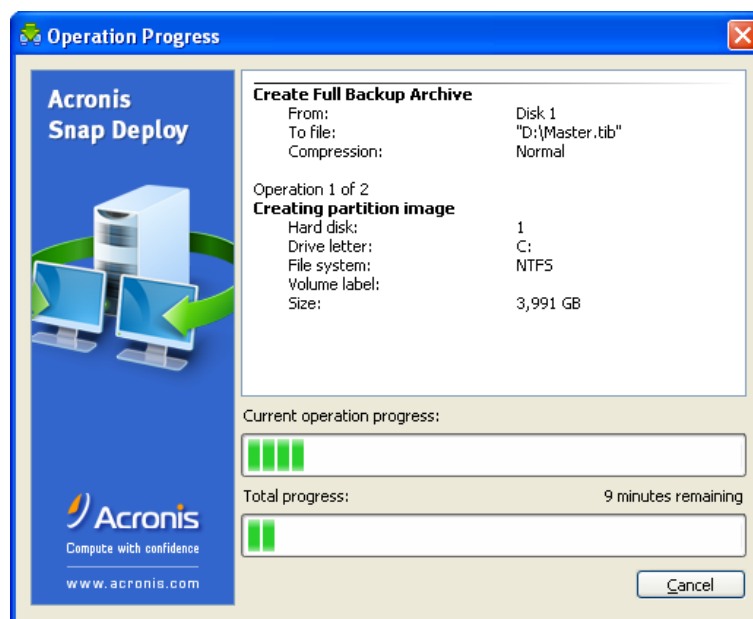 Operation Progress
Acronis
Snap Deploy
Create Full Backup Archive
From: Disk 1
To file: "D:\Master.tib"
Compression: Normal
Operation 1 of 2
Creating partition image
Hard disk: 1
Drive letter: C:
File system: NTFS
Volume label:
Size: 3,991 GB
Current operation progress:
Total progress: 9 minutes remaining
Acronis
Compute with confidence
www.acronis.com
Cancel